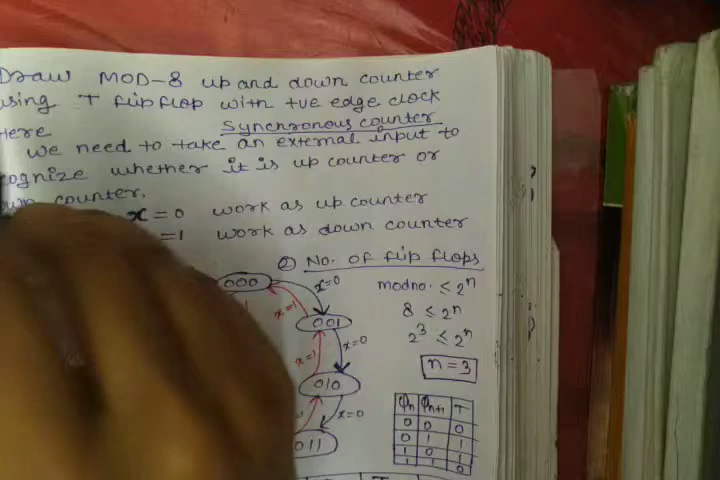 Draw MOD-8 up and down counter
using T flip flop with +ve edge clock
Here Synchronous counter
we need to take an external input to
cognize whether it is up counter or
counter.
x=0 work as up counter
=1 work as down counter
② No. of flip flops
modno. ≤ 2ⁿ
8 ≤ 2ⁿ
2³ ≤ 2ⁿ
n=3
000
x=0
x=1
001
x=0
x=1
010
x=0
011
Qn Qn+1 T
0 0 0
0 1 1
1 0 1
1 1 0